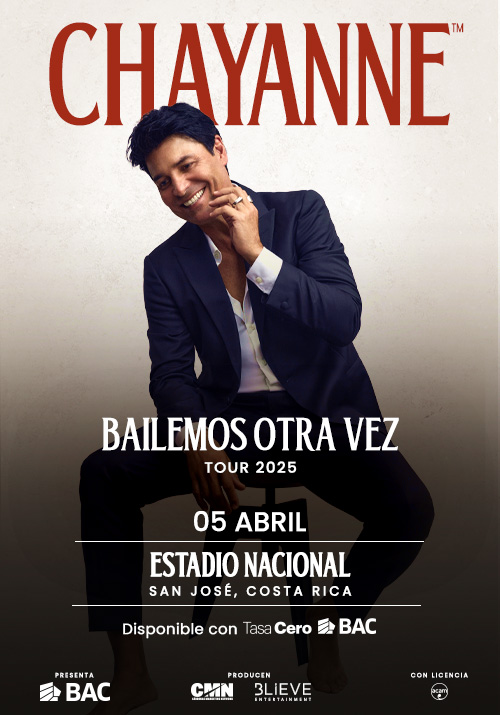 CHAYANNE™
BAILEMOS OTRA VEZ
TOUR 2025
05 ABRIL
ESTADIO NACIONAL
SAN JOSÉ, COSTA RICA
Disponible con Tasa Cero BAC
PRESENTA
BAC
PRODUCEN
CMN
BLIEVE
ENTERTAINMENT
CON LICENCIA
acam